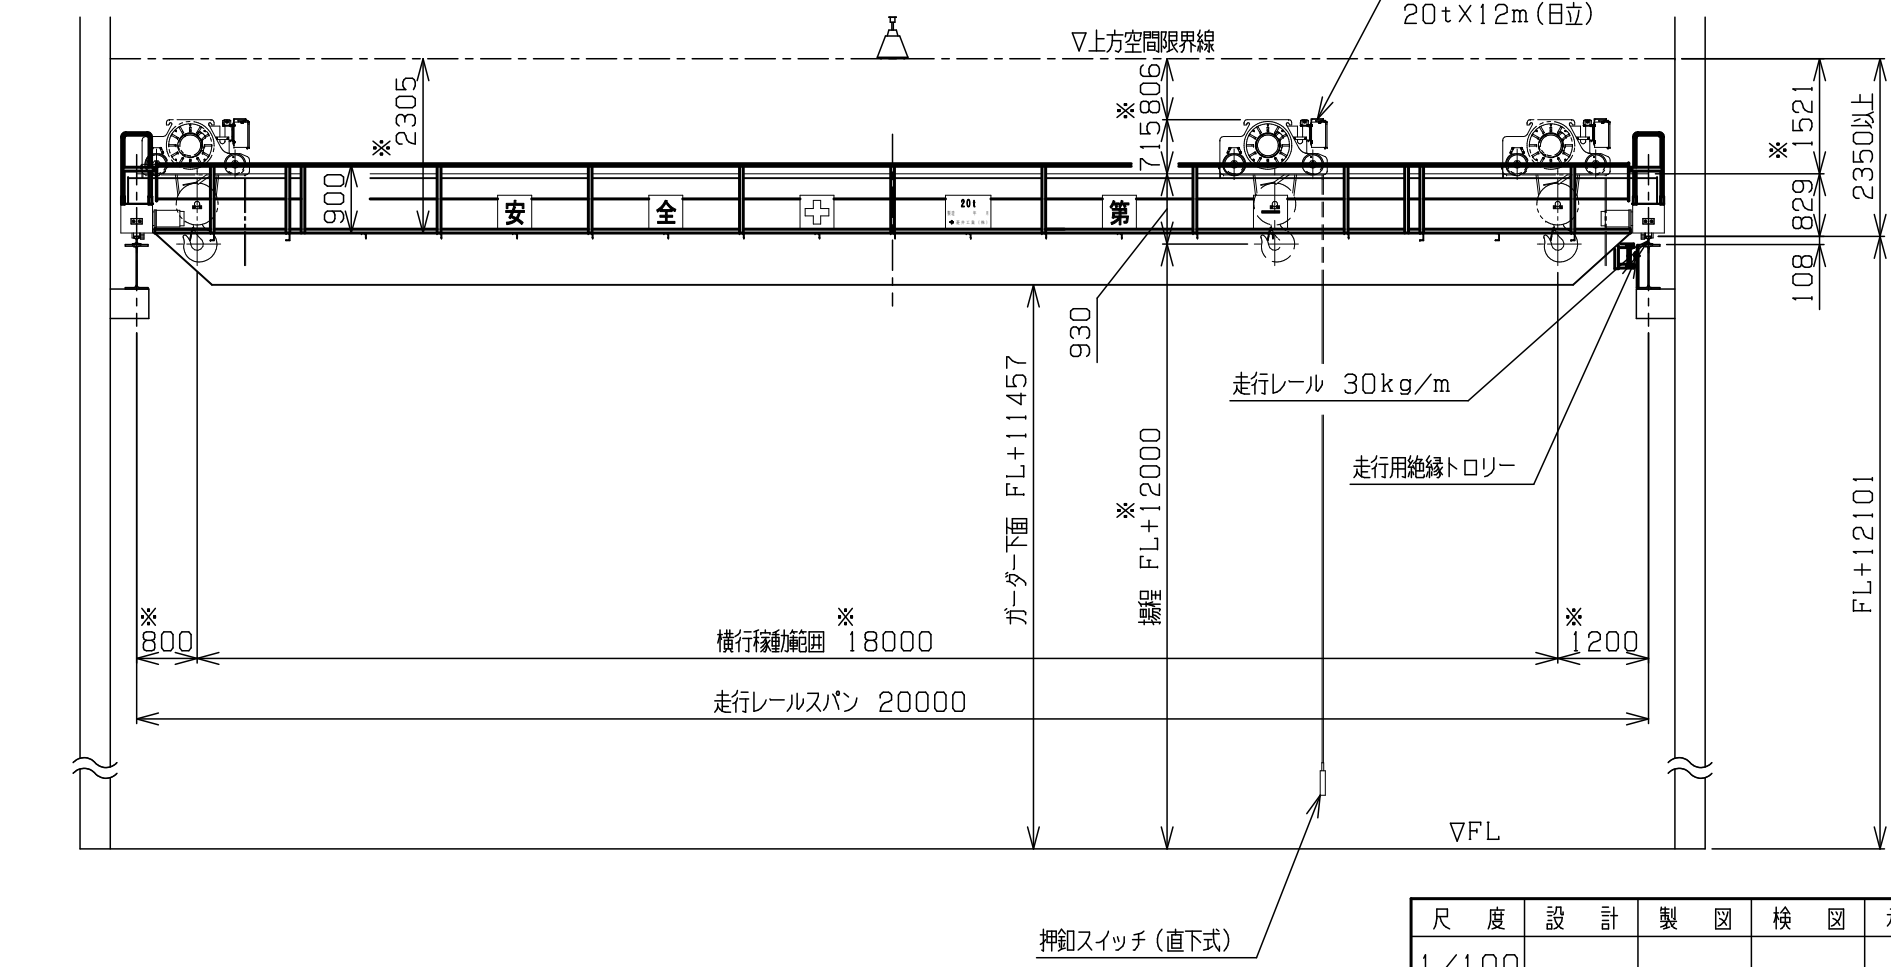 20t×12m(日立)
▽上方空間限界線
※
2305
※
806
715
※
1521
2350以上
900
829
安
全
20t
第
108
930
走行レール 30kg/m
走行用絶縁トロリー
ガーダー下面 FL+11457
※
揚程 FL+12000
FL+12101
※
800
横行稼動範囲 ※18000
※
1200
走行レールスパン 20000
▽FL
押釦スイッチ(直下式)
尺 度 設 計 製 図 検 図
1/100